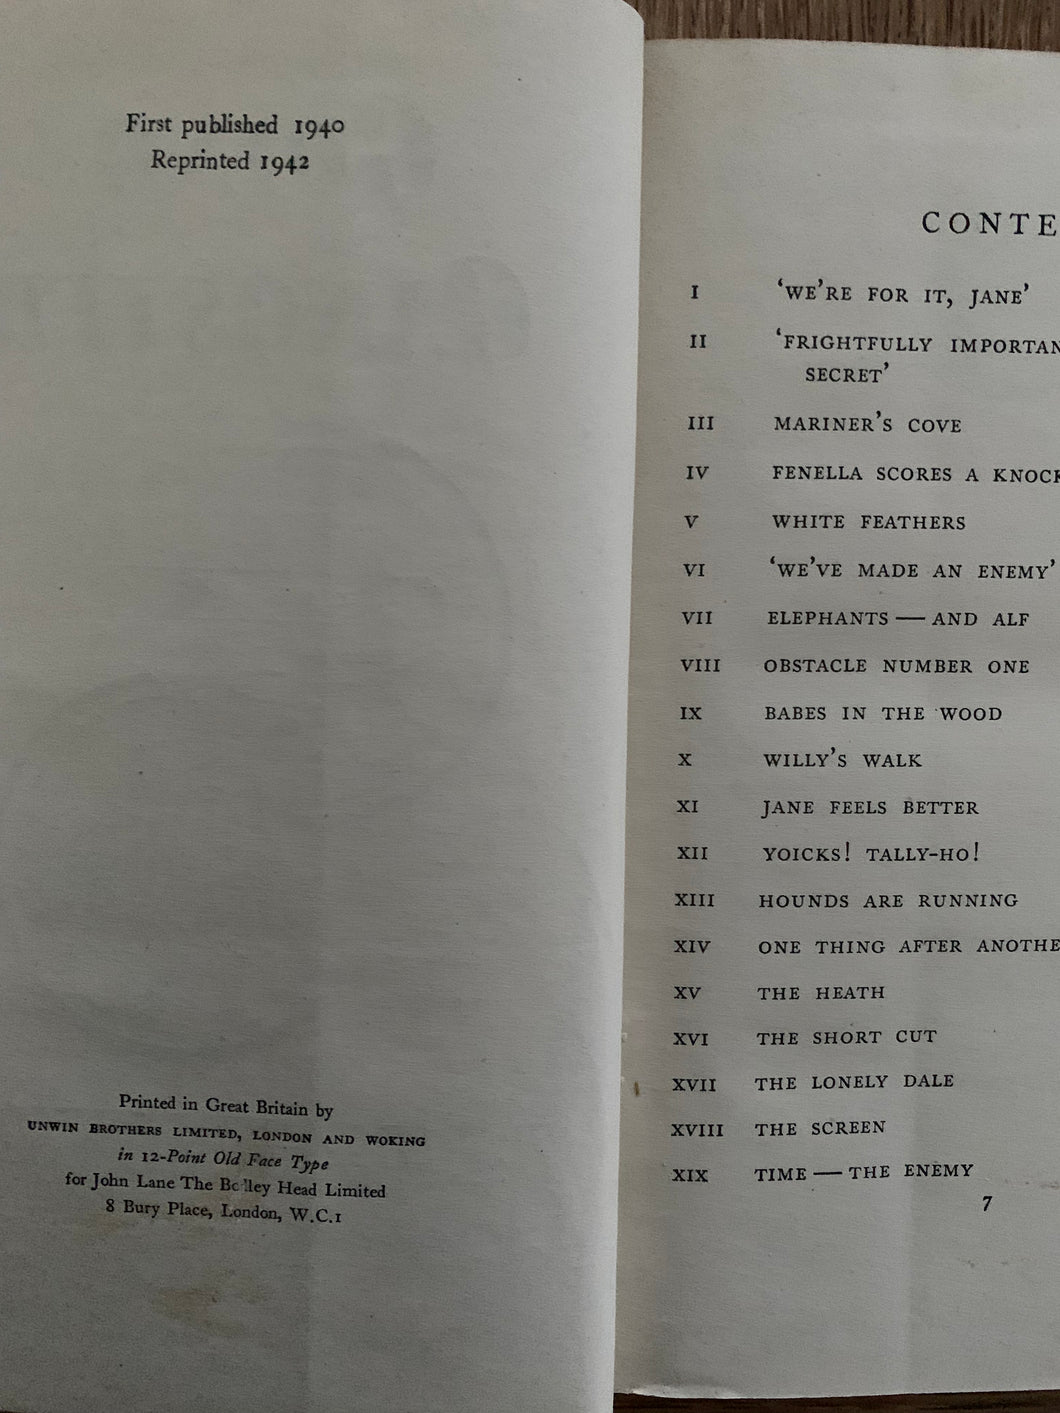 First published 1940
Reprinted 1942
Printed in Great Britain by
UNWIN BROTHERS LIMITED, LONDON AND WOKING
in 12-Point Old Face Type
for John Lane The Bodley Head Limited
8 Bury Place, London, W.C.1
CONTE
I 'WE'RE FOR IT, JANE'
II 'FRIGHTFULLY IMPORTAN
SECRET'
III MARINER'S COVE
IV FENELLA SCORES A KNOCK
V WHITE FEATHERS
VI 'WE'VE MADE AN ENEMY'
VII ELEPHANTS — AND ALF
VIII OBSTACLE NUMBER ONE
IX BABES IN THE WOOD
X WILLY'S WALK
XI JANE FEELS BETTER
XII YOICKS! TALLY-HO!
XIII HOUNDS ARE RUNNING
XIV ONE THING AFTER ANOTHE
XV THE HEATH
XVI THE SHORT CUT
XVII THE LONELY DALE
XVIII THE SCREEN
XIX TIME — THE ENEMY
7